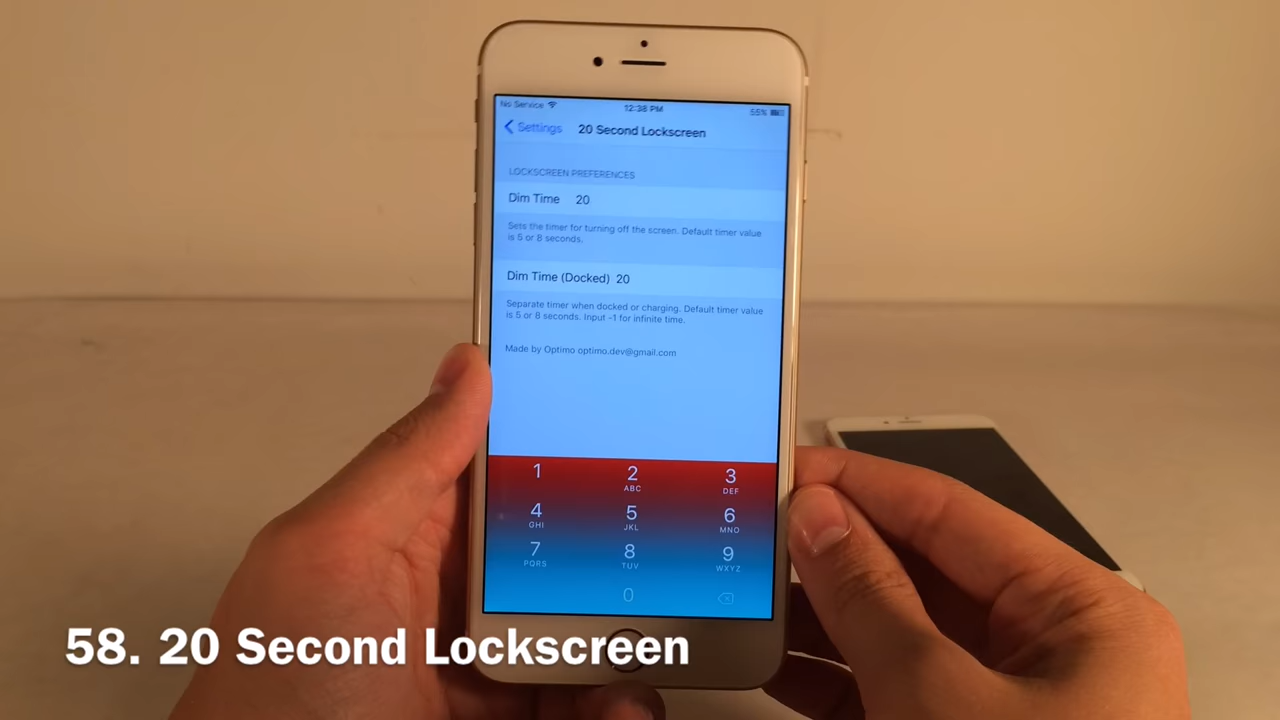 No Service
12:38 PM
55%
Settings
20 Second Lockscreen
LOCKSCREEN PREFERENCES
Dim Time 20
Sets the timer for turning off the screen. Default timer value
is 5 or 8 seconds.
Dim Time (Docked) 20
Separate timer when docked or charging. Default timer value
is 5 or 8 seconds. Input -1 for infinite time.
Made by Optimo optimo.dev@gmail.com
1
2
3
ABC
DEF
4
5
6
GHI
JKL
MNO
7
8
9
PQRS
TUV
WXYZ
0
58. 20 Second Lockscreen